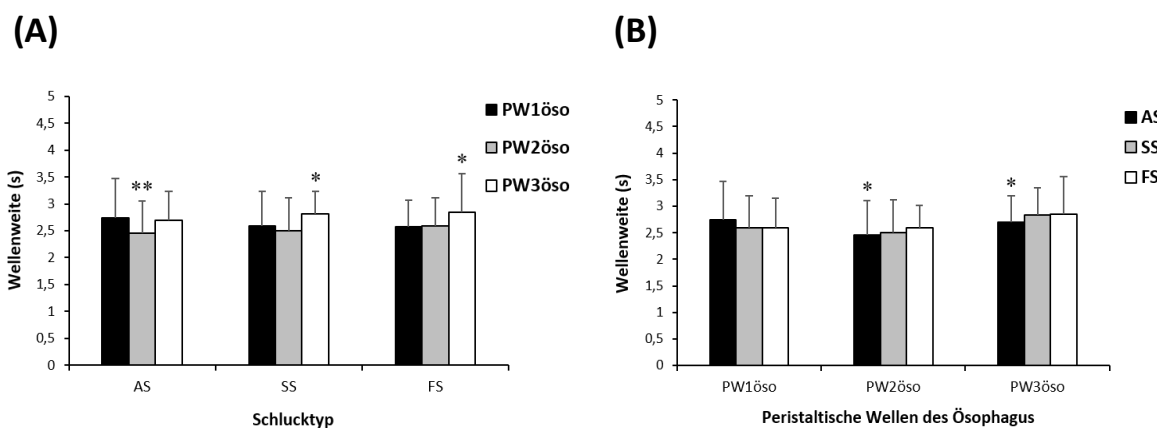 (A)
Wellenweite (s)
5
4,5
4
3,5
3
2,5
2
1,5
1
0,5
0
**
*
*
PW1öso
PW2öso
PW3öso
AS
SS
FS
Schlucktyp
(B)
Wellenweite (s)
5
4,5
4
3,5
3
2,5
2
1,5
1
0,5
0
*
*
AS
SS
FS
PW1öso
PW2öso
PW3öso
Peristaltische Wellen des Ösophagus